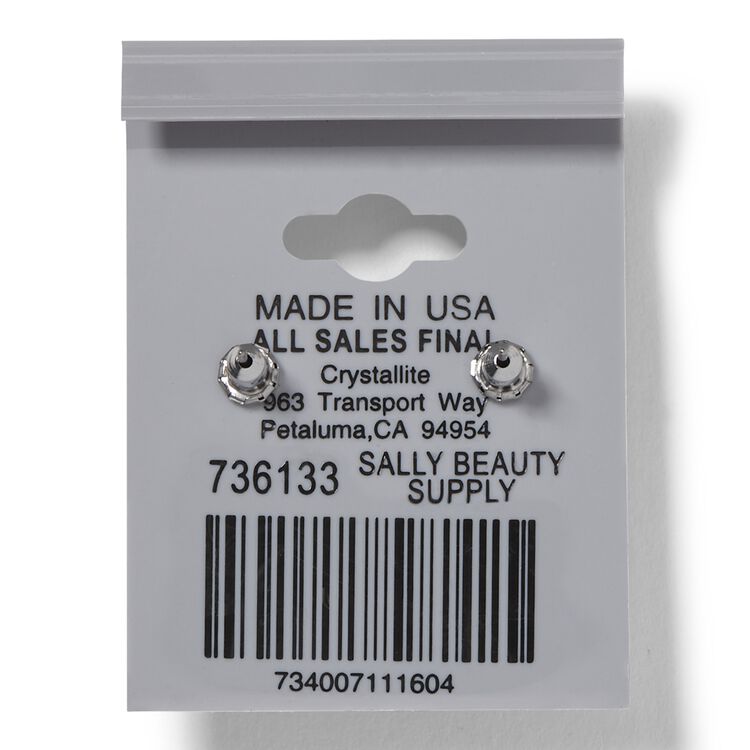 MADE IN USA
ALL SALES FINAL
Crystallite
963 Transport Way
Petaluma,CA 94954
736133 SALLY BEAUTY SUPPLY
734007111604